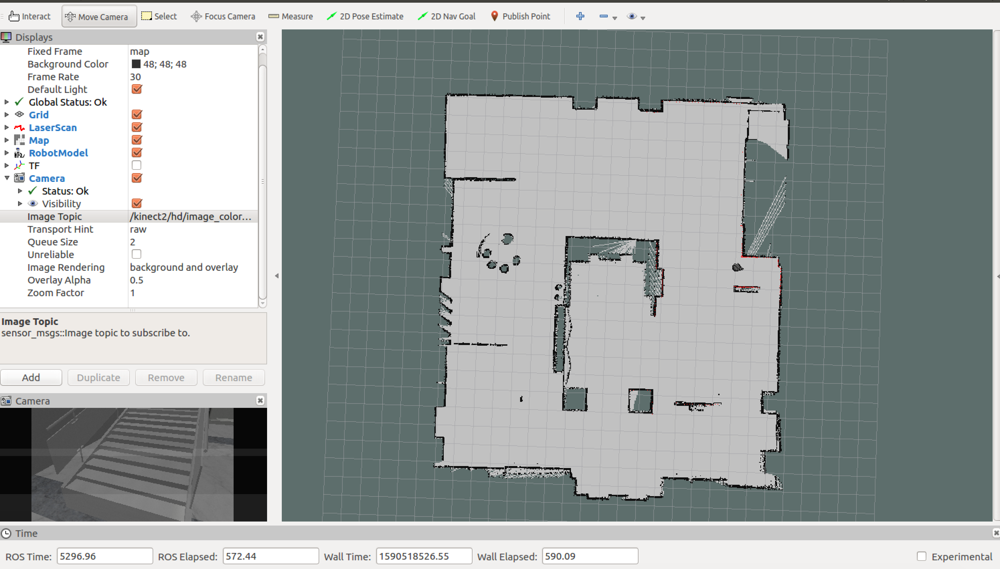 Interact Move Camera Select Focus Camera Measure 2D Pose Estimate 2D Nav Goal Publish Point
Displays
Fixed Frame map
Background Color 48; 48; 48
Frame Rate 30
Default Light
Global Status: Ok
Grid
LaserScan
Map
RobotModel
TF
Camera
Status: Ok
Visibility
Image Topic /kinect2/hd/image_color...
Transport Hint raw
Queue Size 2
Unreliable
Image Rendering background and overlay
Overlay Alpha 0.5
Zoom Factor 1
Image Topic
sensor_msgs::Image topic to subscribe to.
Add Duplicate Remove Rename
Camera
Time
ROS Time: 5296.96 ROS Elapsed: 572.44 Wall Time: 1590518526.55 Wall Elapsed: 590.09 Experimental